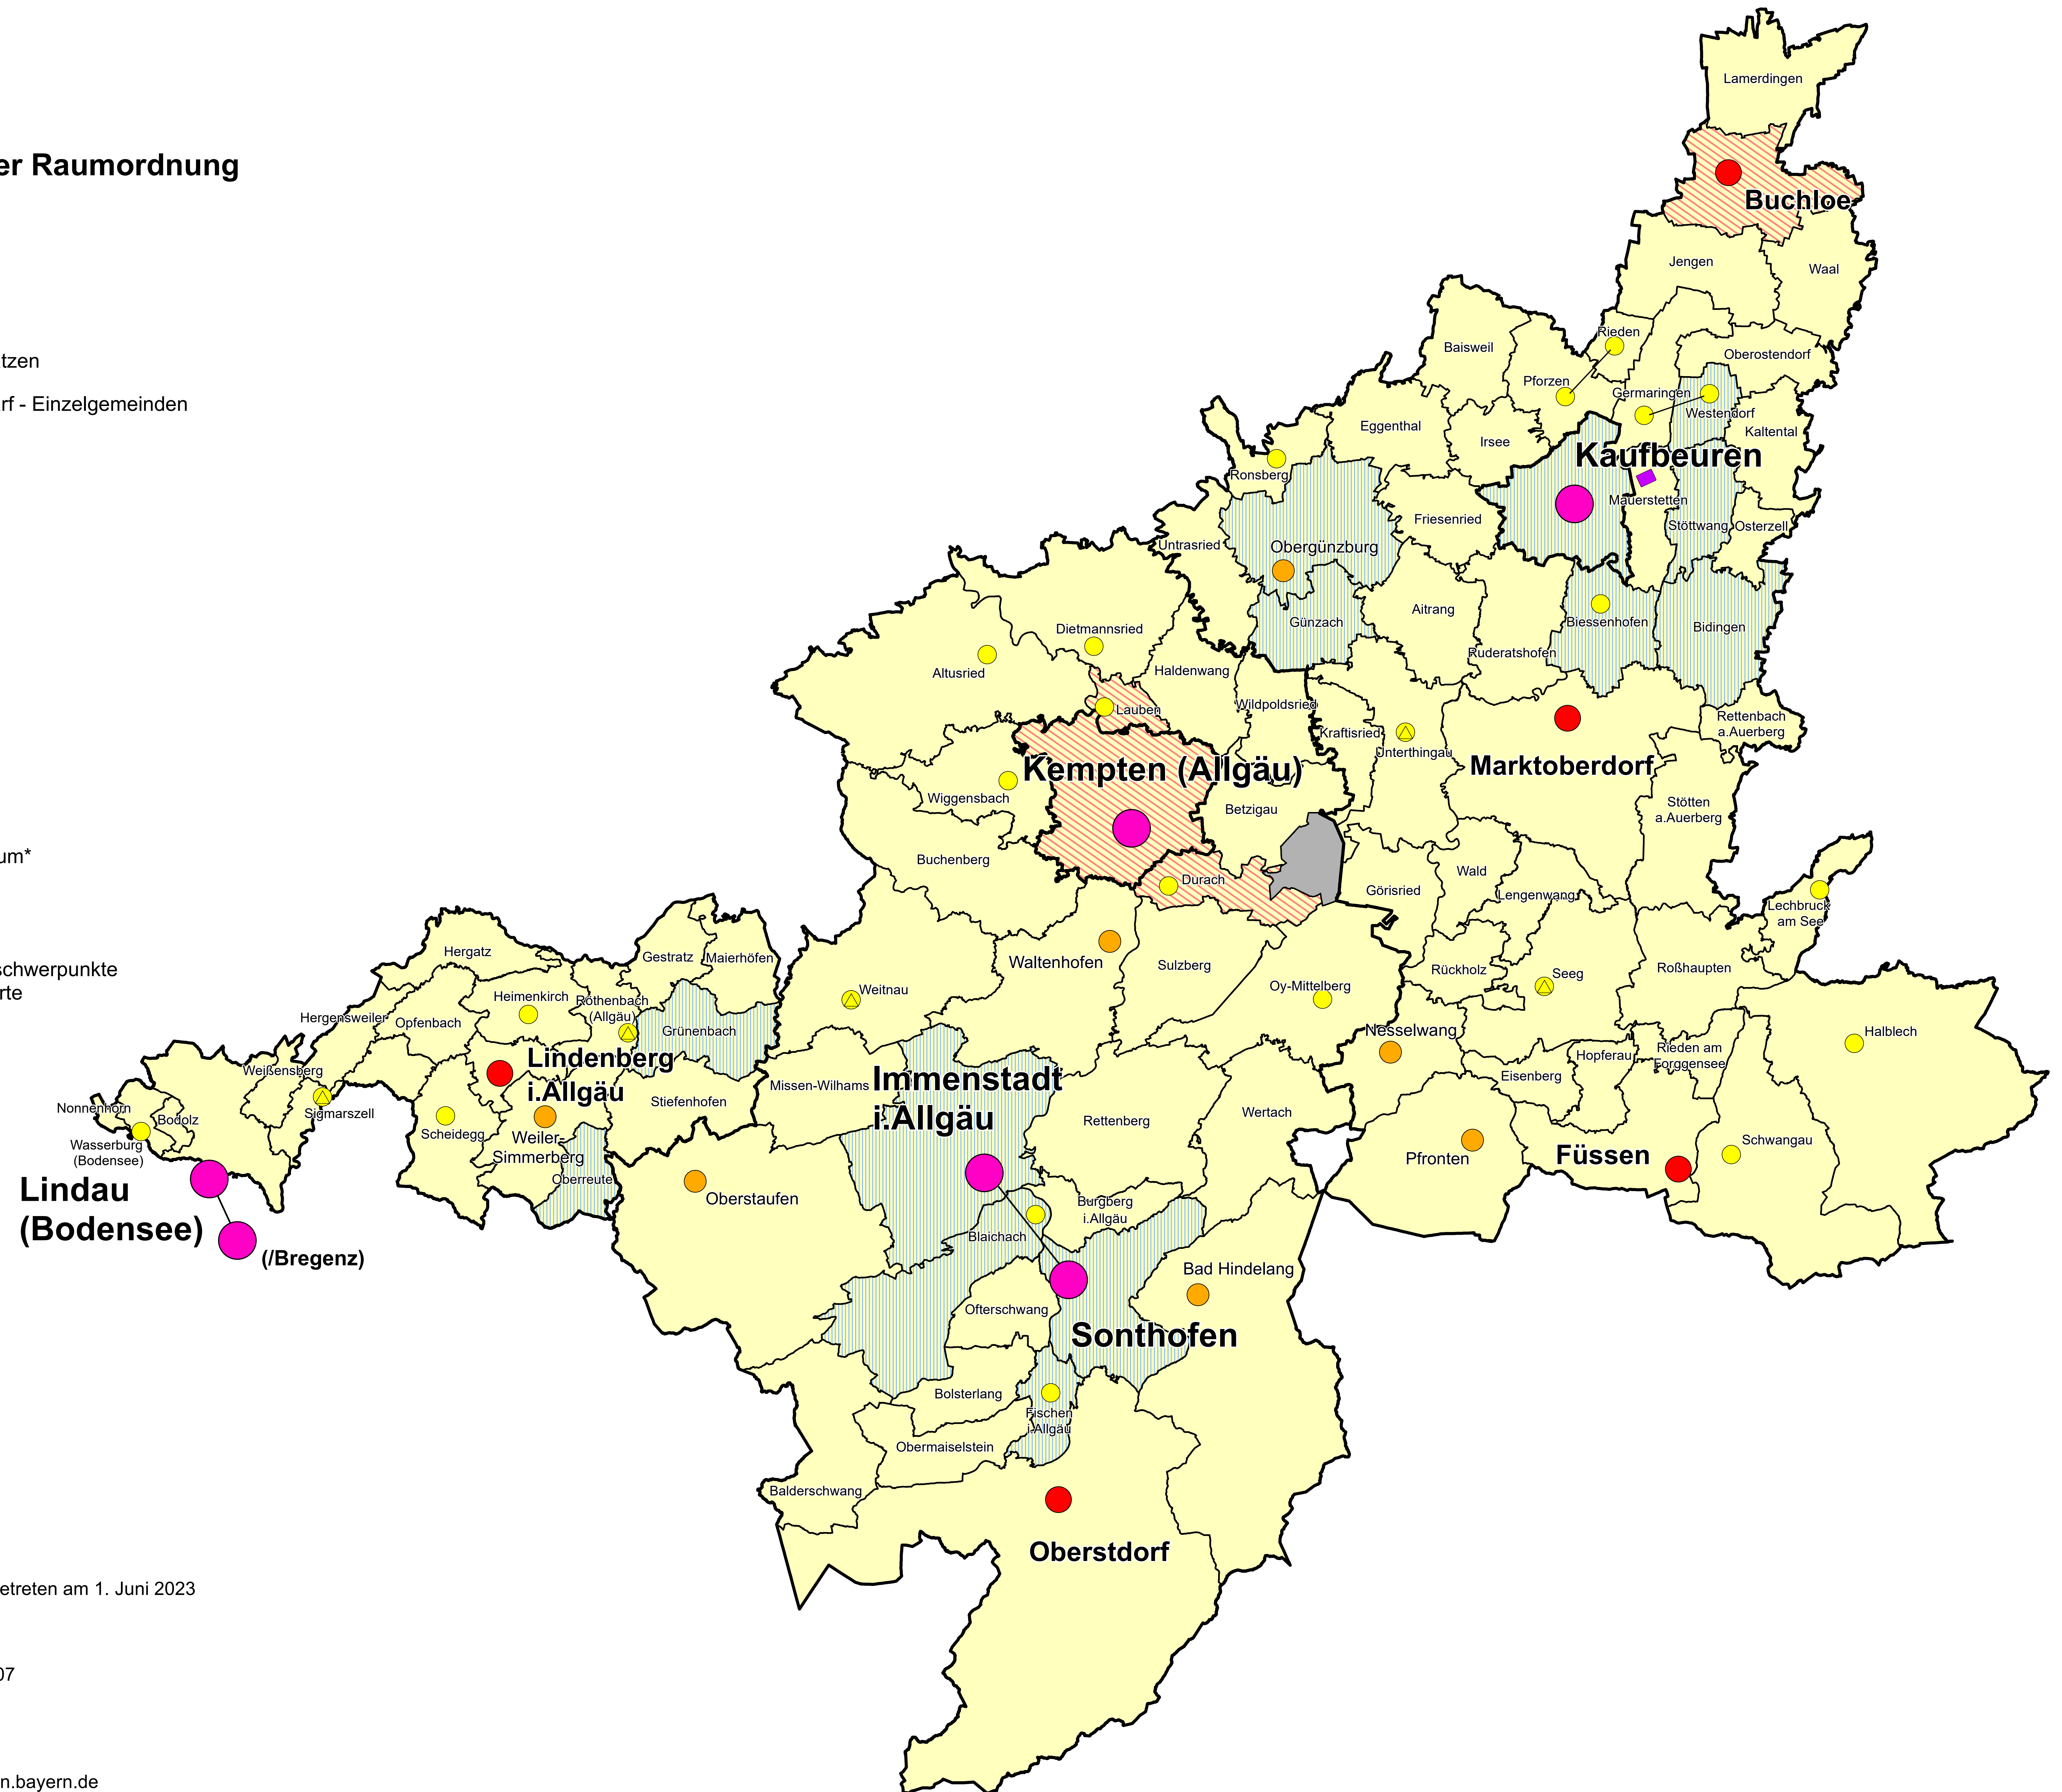 er Raumordnung
tzen
rf - Einzelgemeinden
um*
schwerpunkte
rte
etreten am 1. Juni 2023
07
n.bayern.de
Lamerdingen
Buchloe
Jengen
Waal
Rieden
Baisweil
Oberostendorf
Pforzen
Germaringen
Westendorf
Kaltental
Eggenthal
Irsee
Kaufbeuren
Ronsberg
Mauerstetten
Friesenried
Stöttwang
Osterzell
Untrasried
Obergünzburg
Aitrang
Günzach
Biessenhofen
Bidingen
Dietmannsried
Ruderatshofen
Altusried
Haldenwang
Wildpoldsried
Lauben
Kraftisried
Unterthingau
Rettenbach
a.Auerberg
Marktoberdorf
Kempten (Allgäu)
Wiggensbach
Betzigau
Stötten
a.Auerberg
Buchenberg
Durach
Görisried
Wald
Lengenwang
Lechbruck
am See
Hergatz
Gestratz
Maierhöfen
Waltenhofen
Sulzberg
Rückholz
Seeg
Roßhaupten
Heimenkirch
Röthenbach
(Allgäu)
Weitnau
Oy-Mittelberg
Hergensweiler
Opfenbach
Grünenbach
Nesselwang
Halblech
Weißensberg
Lindenberg
i.Allgäu
Missen-Wilhams
Immenstadt
i.Allgäu
Hopferau
Rieden am
Forggensee
Eisenberg
Nonnenhorn
Bodolz
Sigmarszell
Stiefenhofen
Rettenberg
Wertach
Wasserburg
(Bodensee)
Scheidegg
Weiler-
Simmerberg
Pfronten
Füssen
Schwangau
Oberreute
Oberstaufen
Burgberg
i.Allgäu
Lindau
(Bodensee)
(/Bregenz)
Blaichach
Bad Hindelang
Ofterschwang
Sonthofen
Bolsterlang
Fischen
i.Allgäu
Obermaiselstein
Balderschwang
Oberstdorf